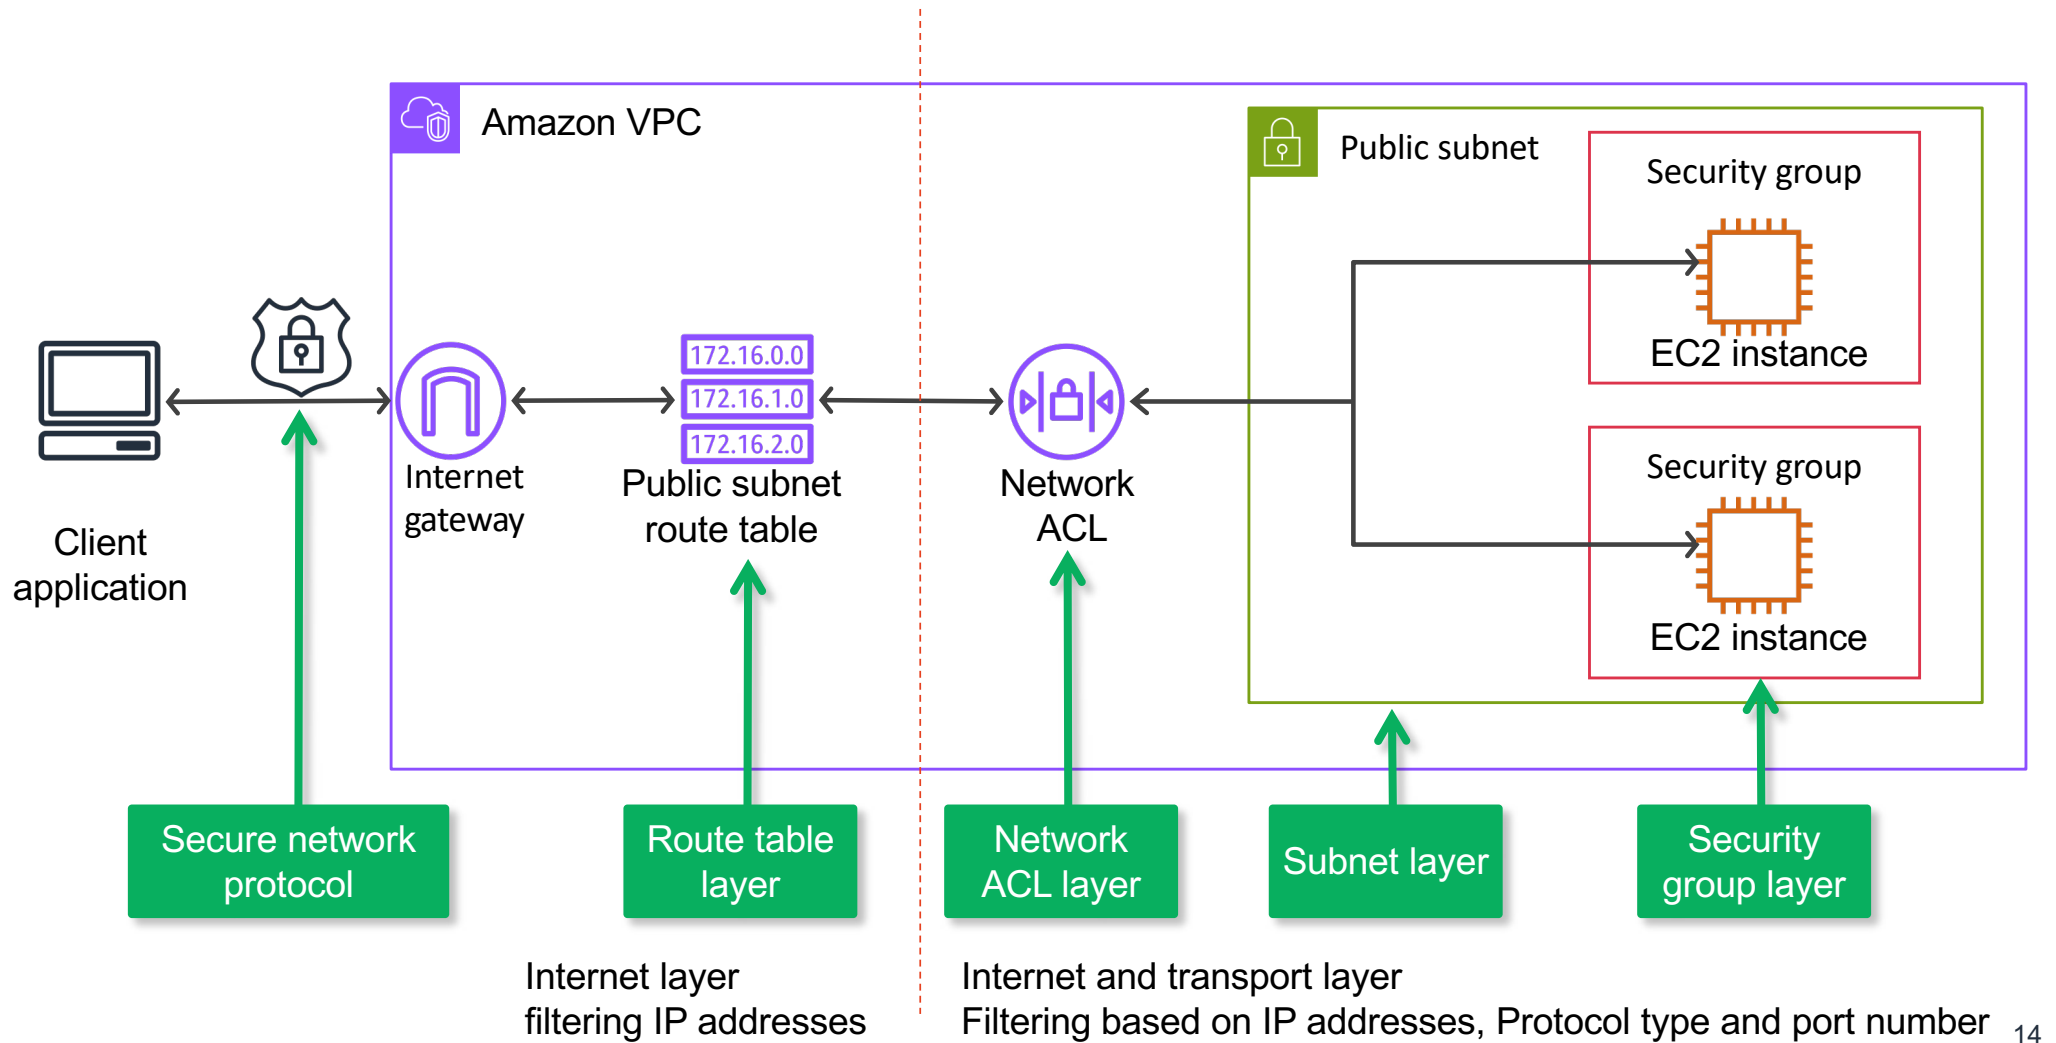 Amazon VPC
Public subnet
Security group
EC2 instance
Security group
EC2 instance
172.16.0.0
172.16.1.0
172.16.2.0
Client
application
Internet
gateway
Public subnet
route table
Network
ACL
Secure network
protocol
Route table
layer
Network
ACL layer
Subnet layer
Security
group layer
Internet layer
filtering IP addresses
Internet and transport layer
Filtering based on IP addresses, Protocol type and port number
14